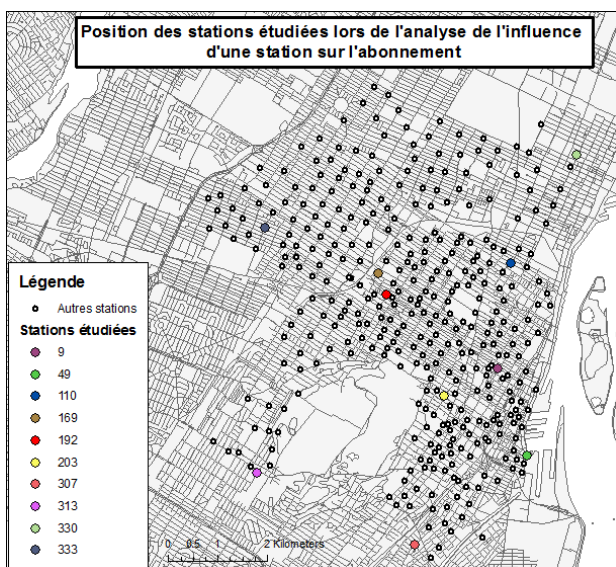 Position des stations étudiées lors de l'analyse de l'influence
d'une station sur l'abonnement
Légende
Autres stations
Stations étudiées
9
49
110
169
192
203
307
313
330
333
0 0.5 1 2 Kilometers